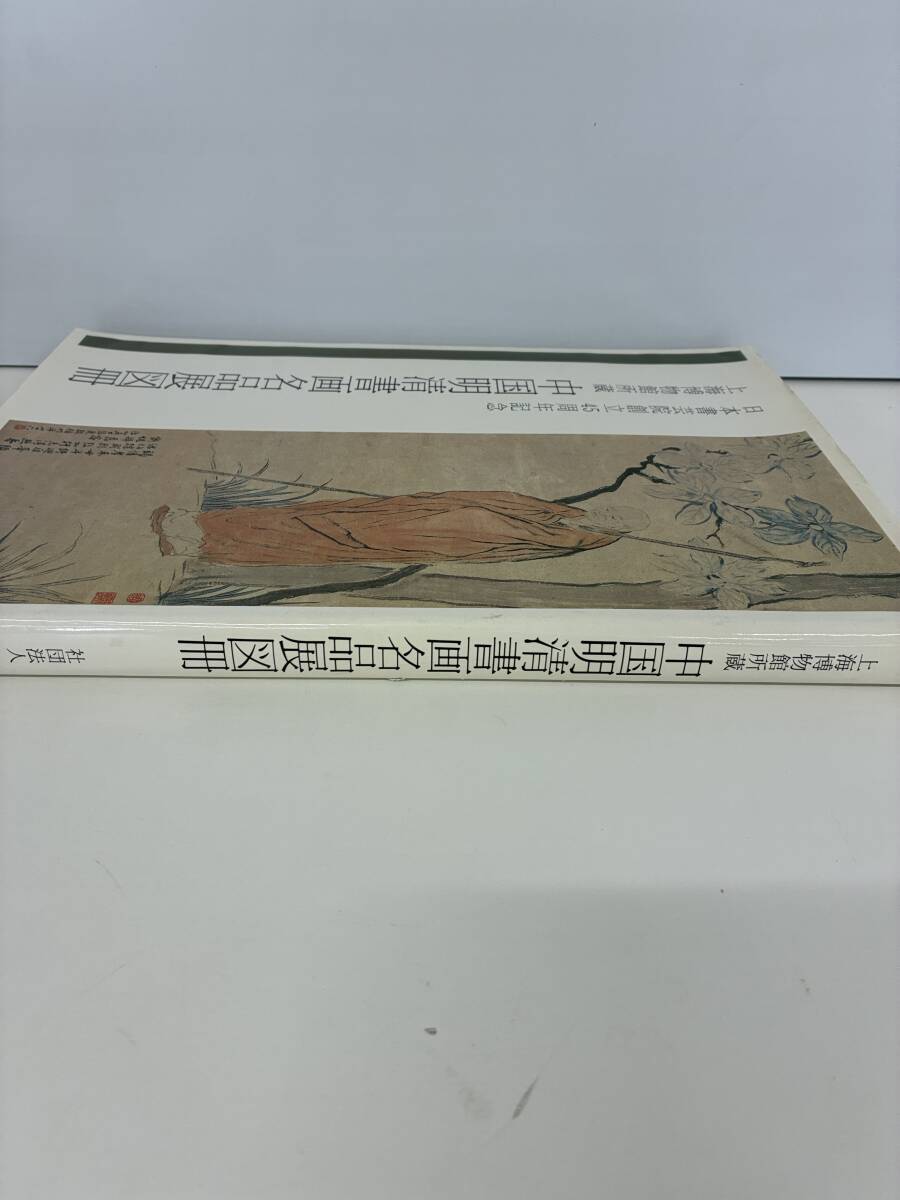 日本書芸院創立45周年記念
上海博物館所蔵 中国明清書画名品展図冊
上海博物館所蔵 中国明清書画名品展図冊 社団法人